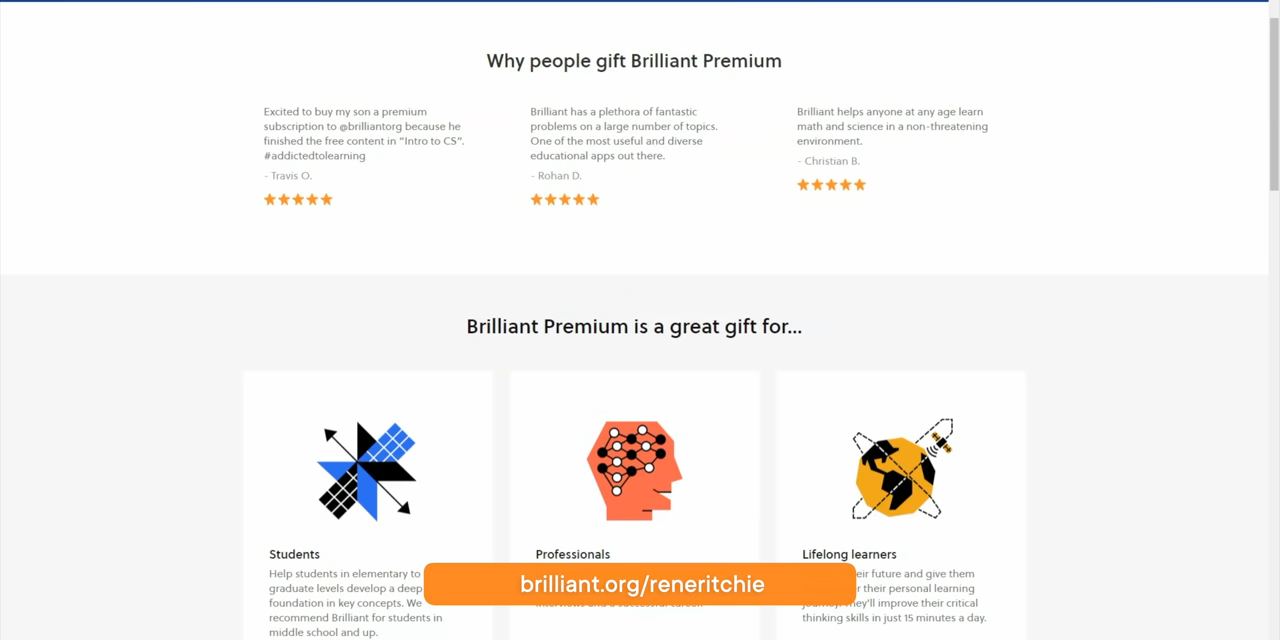 Why people gift Brilliant Premium
Excited to buy my son a premium
subscription to @brilliantorg because he
finished the free content in “Intro to CS”.
#addictedtolearning
- Travis O.
Brilliant has a plethora of fantastic
problems on a large number of topics.
One of the most useful and diverse
educational apps out there.
- Rohan D.
Brilliant helps anyone at any age learn
math and science in a non-threatening
environment.
- Christian B.
Brilliant Premium is a great gift for...
Students
Help students in elementary to
graduate levels develop a deep
foundation in key concepts. We
recommend Brilliant for students in
middle school and up.
Professionals
Lifelong learners
future and give them
their personal learning
they'll improve their critical
thinking skills in just 15 minutes a day.
brilliant.org/reneritchie